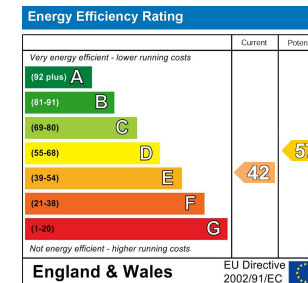 Energy Efficiency Rating
Current
Very energy efficient - lower running costs
(92 plus) A
(81-91) B
(69-80) C
(55-68) D
(39-54) E
42
(21-38) F
(1-20) G
Not energy efficient - higher running costs
England & Wales
EU Directive
2002/91/EC